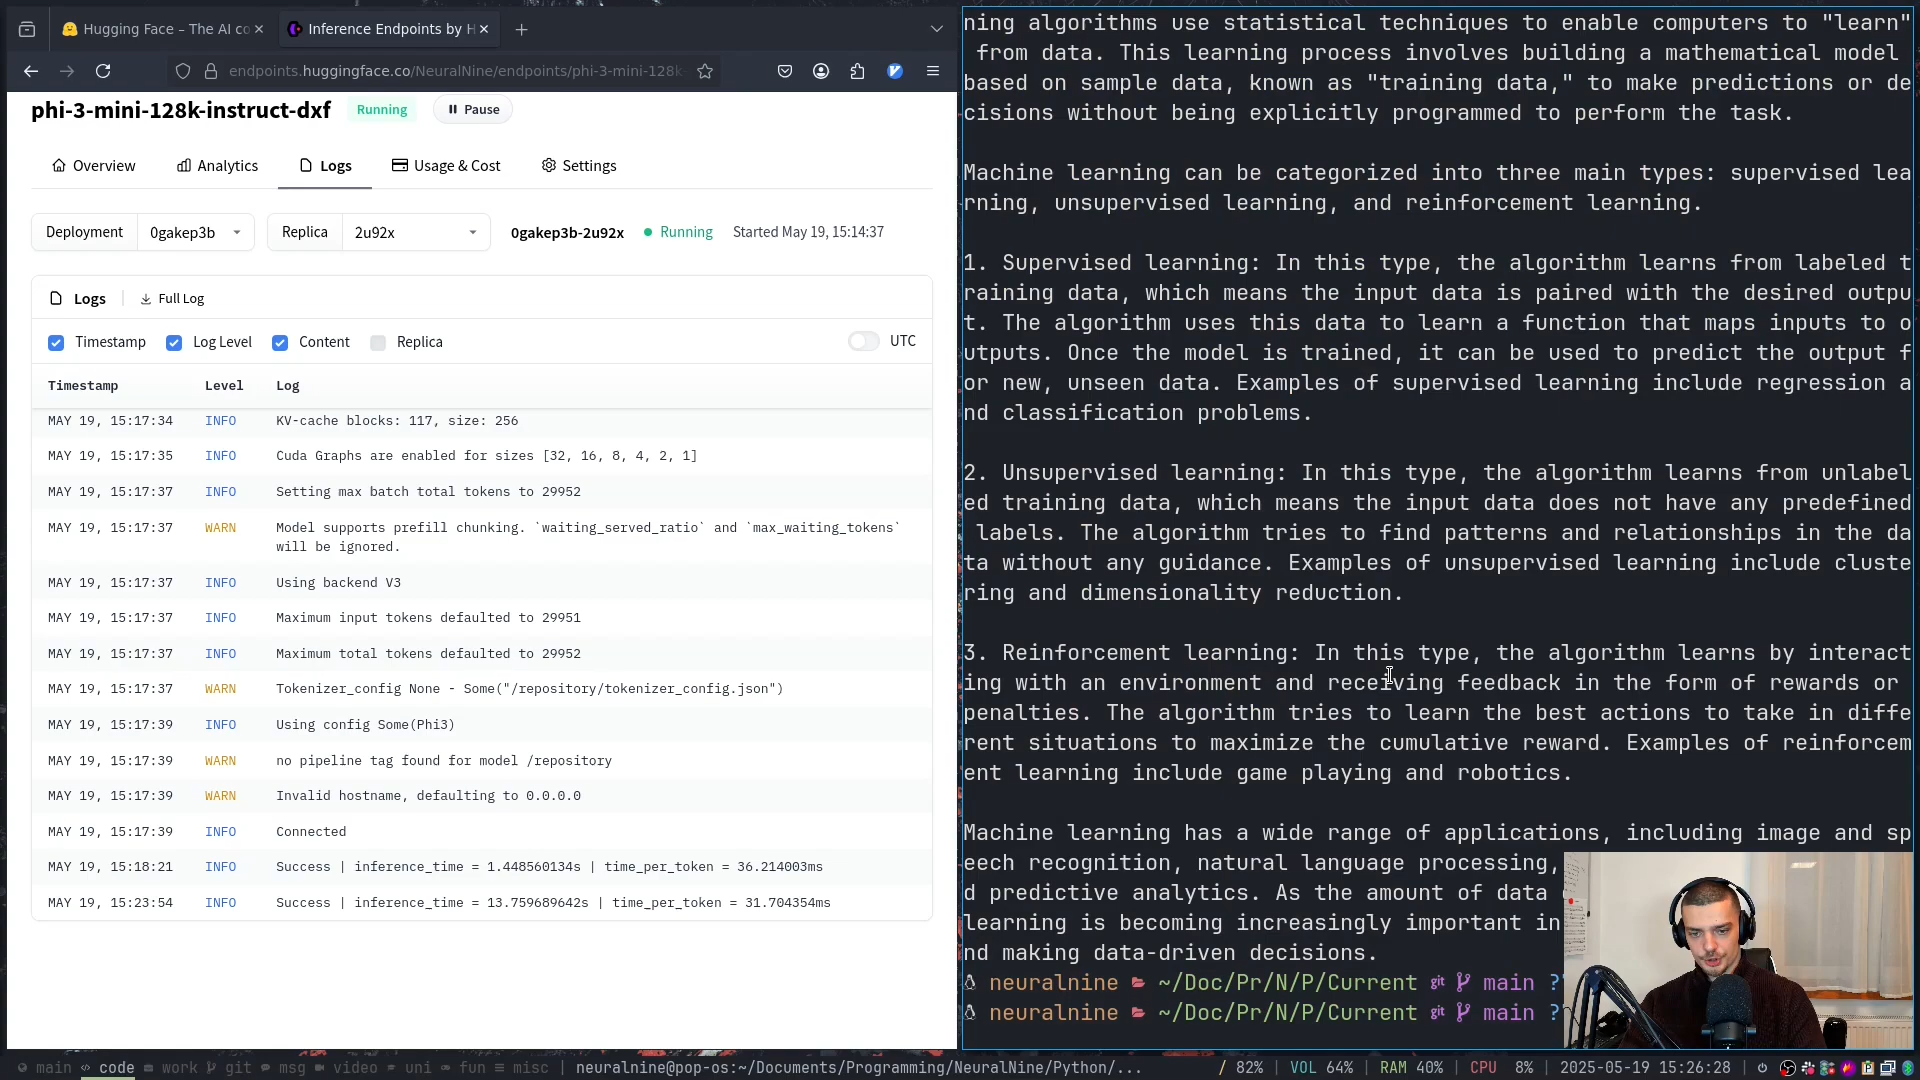 Hugging Face – The AI co
Inference Endpoints by H
endpoints.huggingface.co/NeuralNine/endpoints/phi-3-mini-128k-
phi-3-mini-128k-instruct-dxf Running Pause
Overview Analytics Logs Usage & Cost Settings
Deployment 0gakep3b Replica 2u92x 0gakep3b-2u92x Running Started May 19, 15:14:37
Logs Full Log
Timestamp Log Level Content Replica UTC
Timestamp Level Log
MAY 19, 15:17:34 INFO KV-cache blocks: 117, size: 256
MAY 19, 15:17:35 INFO Cuda Graphs are enabled for sizes [32, 16, 8, 4, 2, 1]
MAY 19, 15:17:37 INFO Setting max batch total tokens to 29952
MAY 19, 15:17:37 WARN Model supports prefill chunking. `waiting_served_ratio` and `max_waiting_tokens`
will be ignored.
MAY 19, 15:17:37 INFO Using backend V3
MAY 19, 15:17:37 INFO Maximum input tokens defaulted to 29951
MAY 19, 15:17:37 INFO Maximum total tokens defaulted to 29952
MAY 19, 15:17:37 WARN Tokenizer_config None - Some("/repository/tokenizer_config.json")
MAY 19, 15:17:39 INFO Using config Some(Phi3)
MAY 19, 15:17:39 WARN no pipeline tag found for model /repository
MAY 19, 15:17:39 WARN Invalid hostname, defaulting to 0.0.0.0
MAY 19, 15:17:39 INFO Connected
MAY 19, 15:18:21 INFO Success | inference_time = 1.448560134s | time_per_token = 36.214003ms
MAY 19, 15:23:54 INFO Success | inference_time = 13.759689642s | time_per_token = 31.704354ms
ning algorithms use statistical techniques to enable computers to "learn"
from data. This learning process involves building a mathematical model
based on sample data, known as "training data," to make predictions or de
cisions without being explicitly programmed to perform the task.
Machine learning can be categorized into three main types: supervised lea
rning, unsupervised learning, and reinforcement learning.
1. Supervised learning: In this type, the algorithm learns from labeled t
raining data, which means the input data is paired with the desired outpu
t. The algorithm uses this data to learn a function that maps inputs to o
utputs. Once the model is trained, it can be used to predict the output f
or new, unseen data. Examples of supervised learning include regression a
nd classification problems.
2. Unsupervised learning: In this type, the algorithm learns from unlabel
ed training data, which means the input data does not have any predefined
labels. The algorithm tries to find patterns and relationships in the da
ta without any guidance. Examples of unsupervised learning include cluste
ring and dimensionality reduction.
3. Reinforcement learning: In this type, the algorithm learns by interact
ing with an environment and receiving feedback in the form of rewards or
penalties. The algorithm tries to learn the best actions to take in diffe
rent situations to maximize the cumulative reward. Examples of reinforcem
ent learning include game playing and robotics.
Machine learning has a wide range of applications, including image and sp
eech recognition, natural language processing,
d predictive analytics. As the amount of data
learning is becoming increasingly important in
nd making data-driven decisions.
neuralnine ~/Doc/Pr/N/P/Current git main ?
neuralnine ~/Doc/Pr/N/P/Current git main ?
main code work git msg video uni fun misc | neuralnine@pop-os:~/Documents/Programming/NeuralNine/Python/... / 82% | VOL 64% | RAM 40% | CPU 8% | 2025-05-19 15:26:28